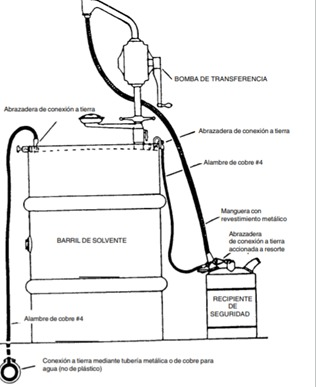 BOMBA DE TRANSFERENCIA
Abrazadera de conexión a tierra
Abrazadera de conexión a tierra
Alambre de cobre #4
Manguera con
revestimiento metálico
Abrazadera
de conexión a tierra
accionada a resorte
BARRIL DE SOLVENTE
RECIPIENTE
DE
SEGURIDAD
Alambre de cobre #4
Conexión a tierra mediante tubería metálica o de cobre para
agua (no de plástico)